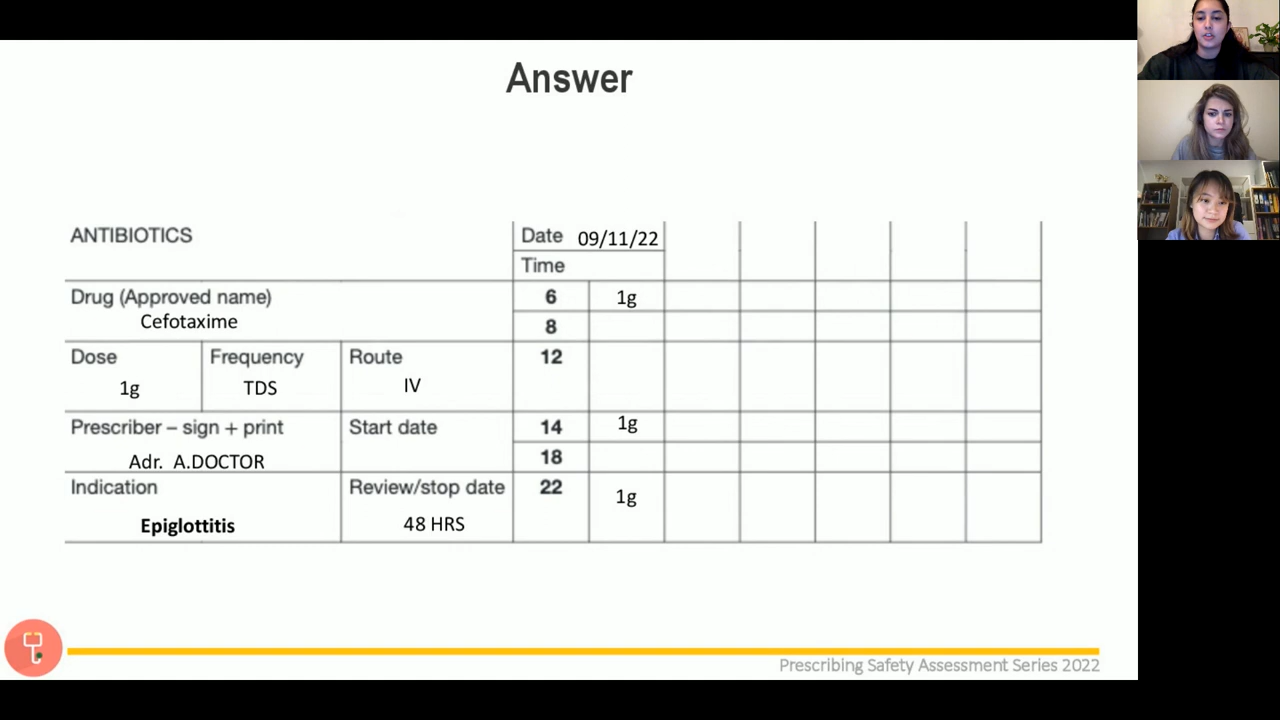 Answer
ANTIBIOTICS
Date 09/11/22
Time
Drug (Approved name)
Cefotaxime
6 1g
8
Dose Frequency Route
1g TDS IV
12
Prescriber – sign + print Start date
Adr. A.DOCTOR
14 1g
18
Indication Review/stop date
Epiglottitis 48 HRS
22 1g
Prescribing Safety Assessment Series 2022